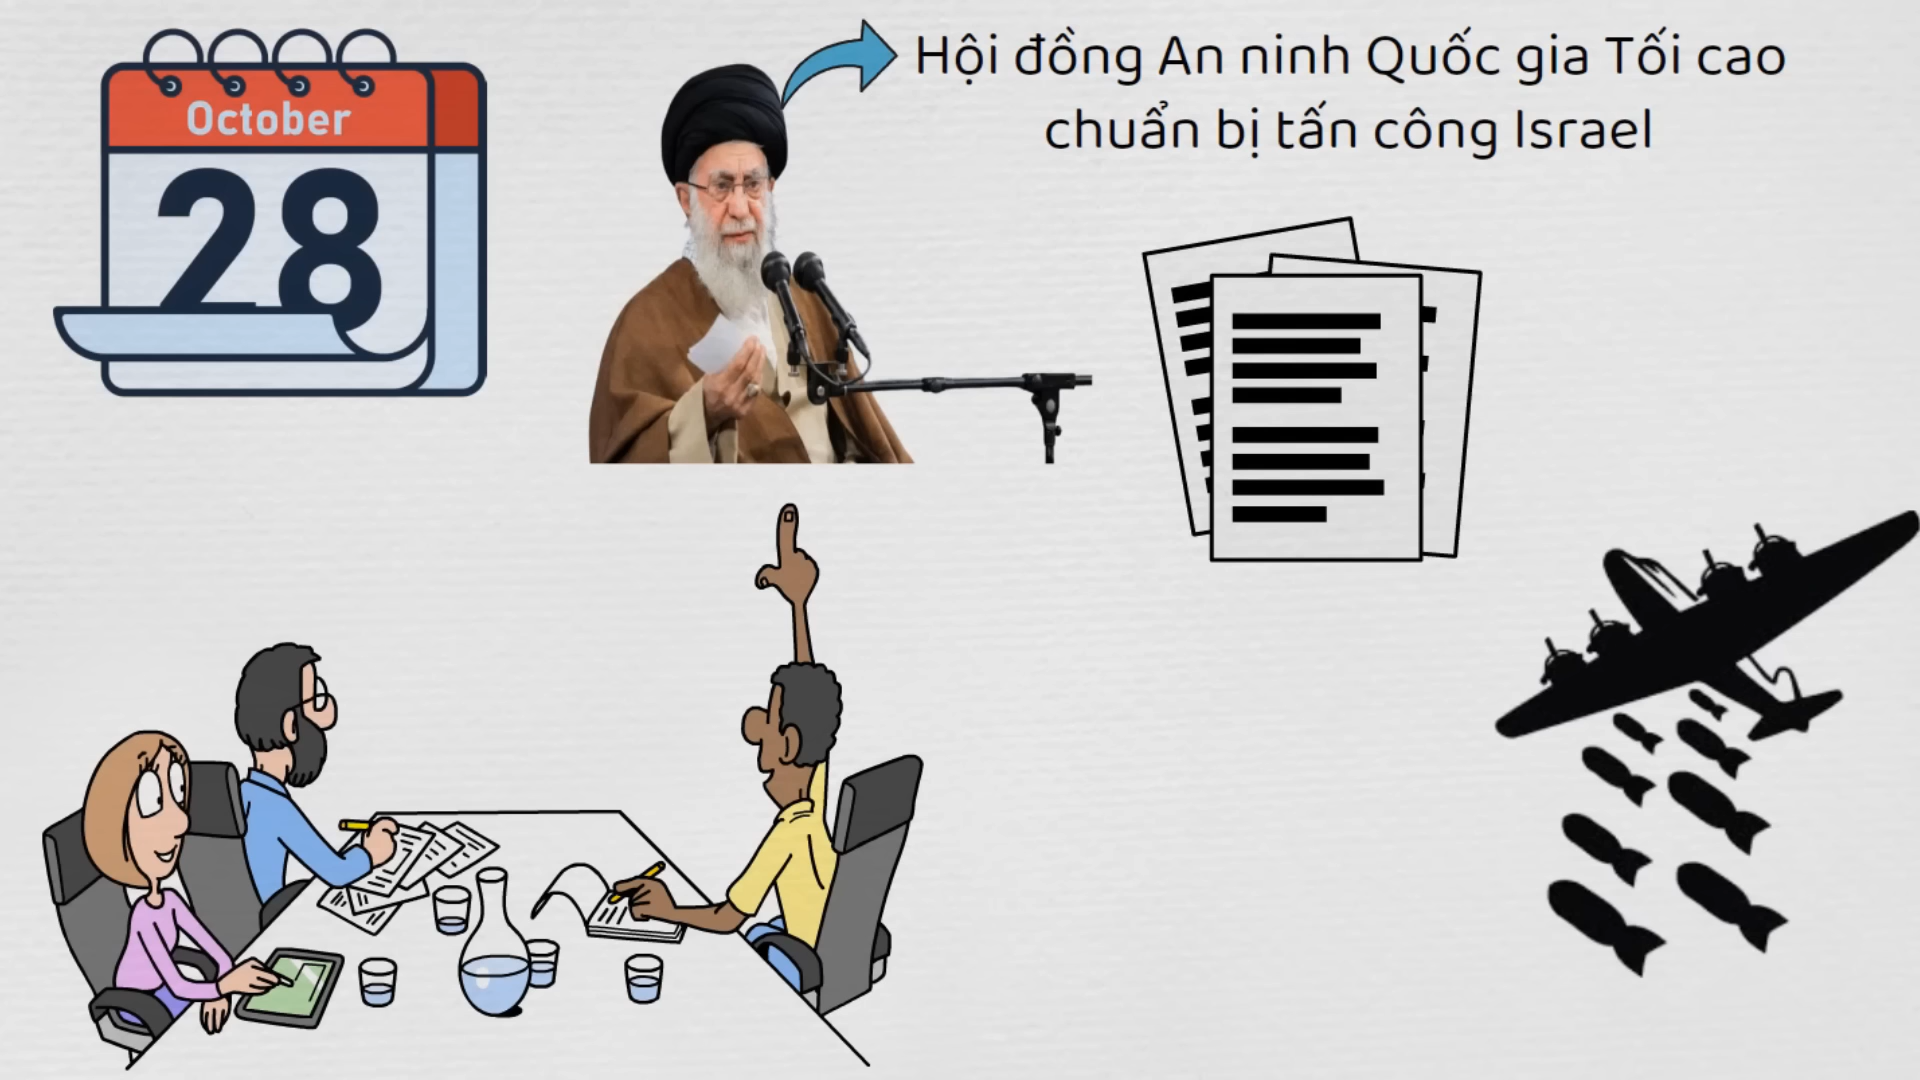 October
28
Hội đồng An ninh Quốc gia Tối cao
chuẩn bị tấn công Israel